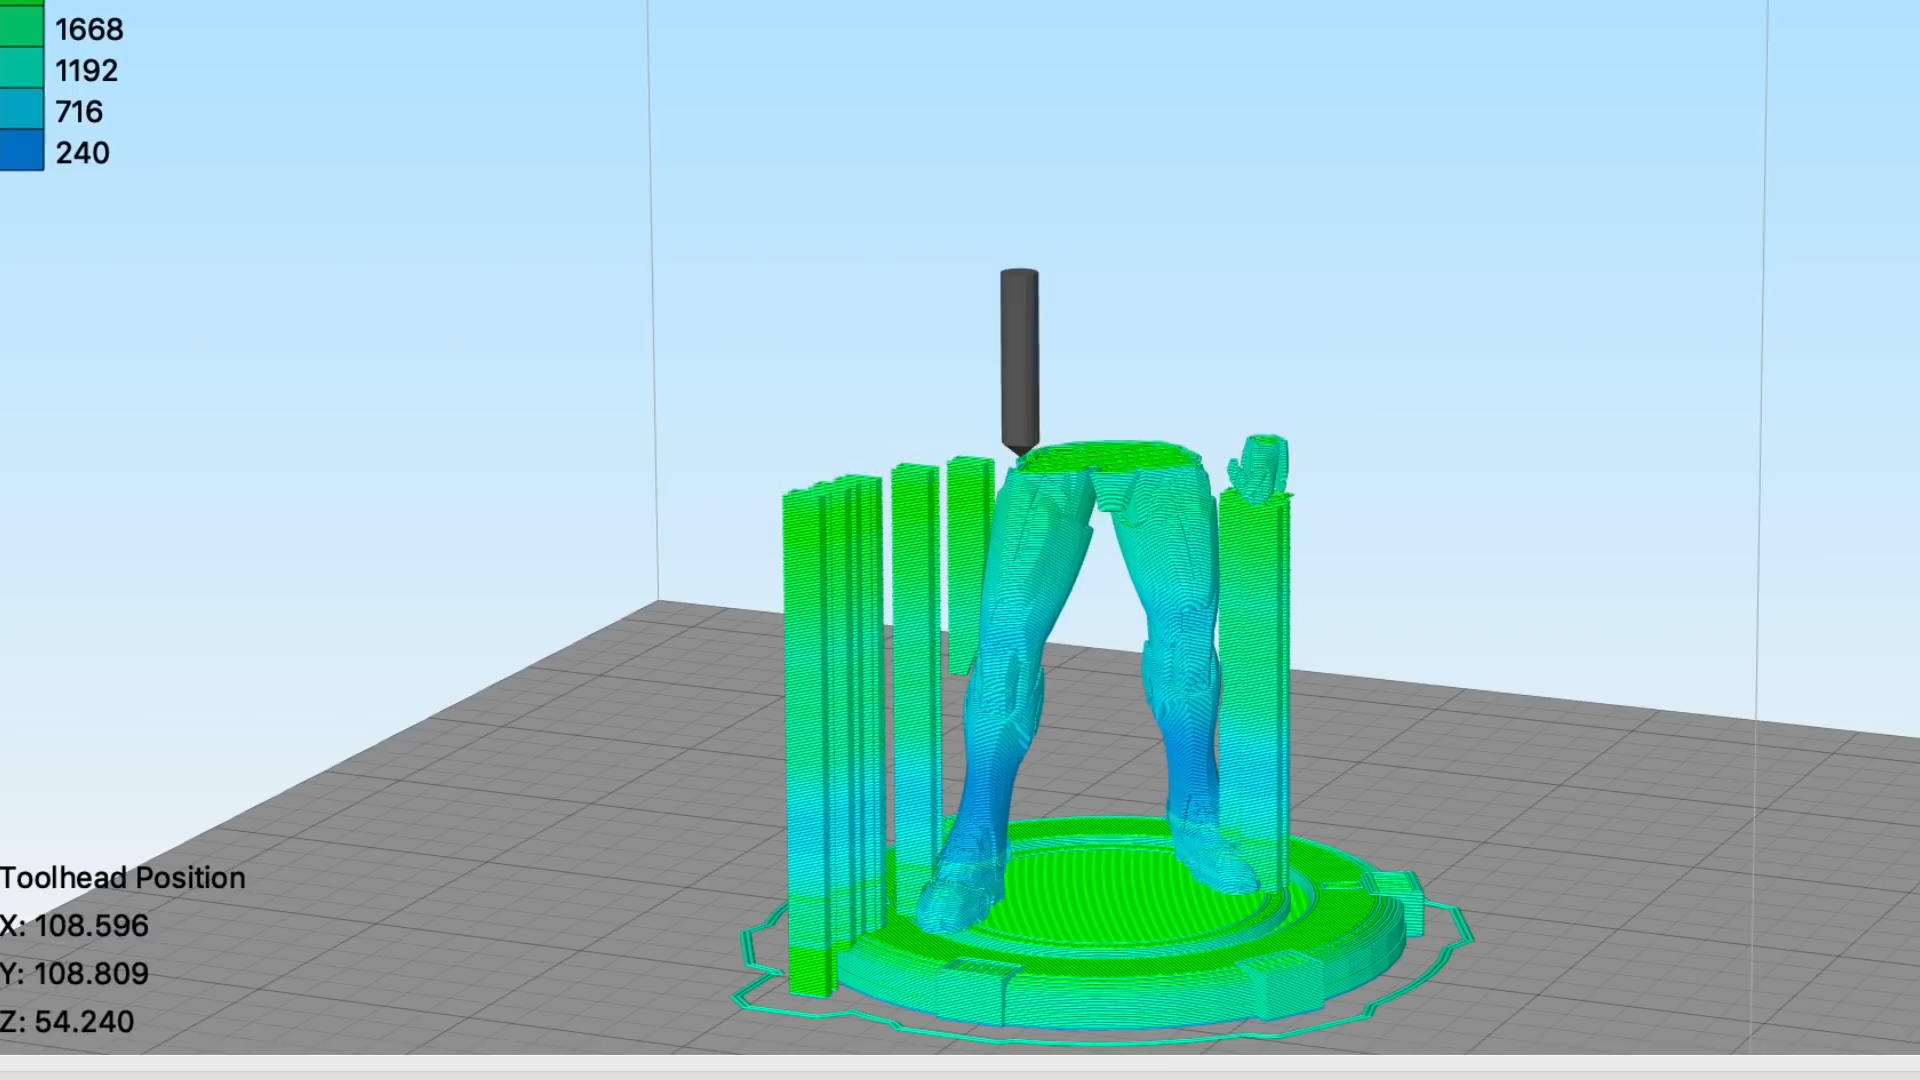 1668
1192
716
240
Toolhead Position
X: 108.596
Y: 108.809
Z: 54.240